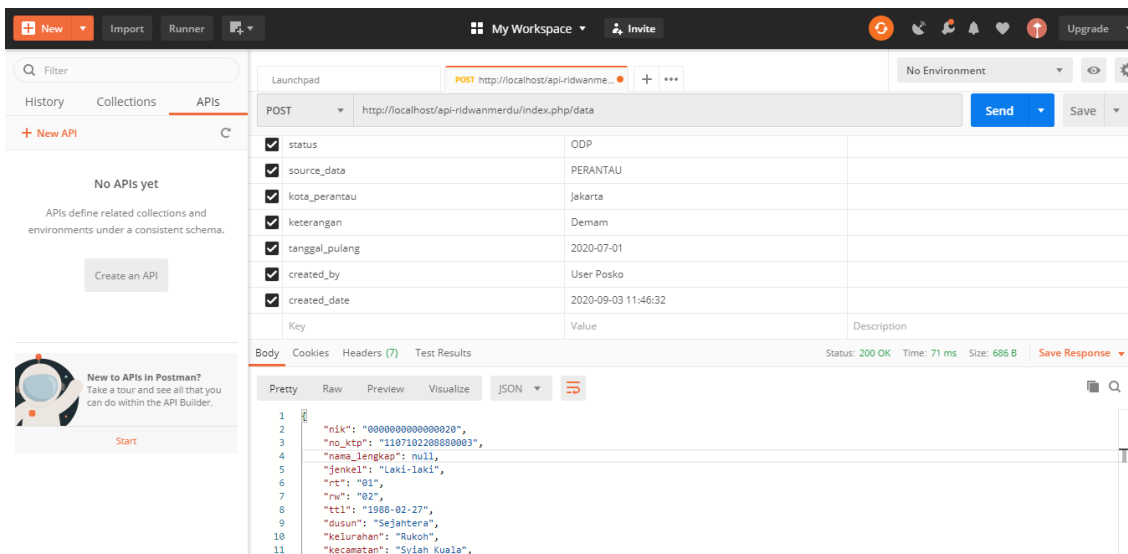 New Import Runner My Workspace Invite Upgrade
Filter
History Collections APIs
+ New API
No APIs yet
APIs define related collections and
environments under a consistent schema.
Create an API
New to APIs in Postman?
Take a tour and see all that you
can do within the API Builder.
Start
Launchpad POST http://localhost/api-ridwanme... + ••• No Environment
POST http://localhost/api-ridwanmerdu/index.php/data Send Save
status ODP
source_data PERANTAU
kota_perantau Jakarta
keterangan Demam
tanggal_pulang 2020-07-01
created_by User Posko
created_date 2020-09-03 11:46:32
Key Value Description
Body Cookies Headers (7) Test Results Status: 200 OK Time: 71 ms Size: 686 B Save Response
Pretty Raw Preview Visualize JSON
1 {
2 "nik": "0000000000000020",
3 "no_ktp": "1107102208880003",
4 "nama_lengkap": null,
5 "jenkel": "Laki-laki",
6 "rt": "01",
7 "rw": "02",
8 "ttl": "1988-02-27",
9 "dusun": "Sejahtera",
10 "kelurahan": "Rukoh",
11 "kecamatan": "Syiah Kuala",